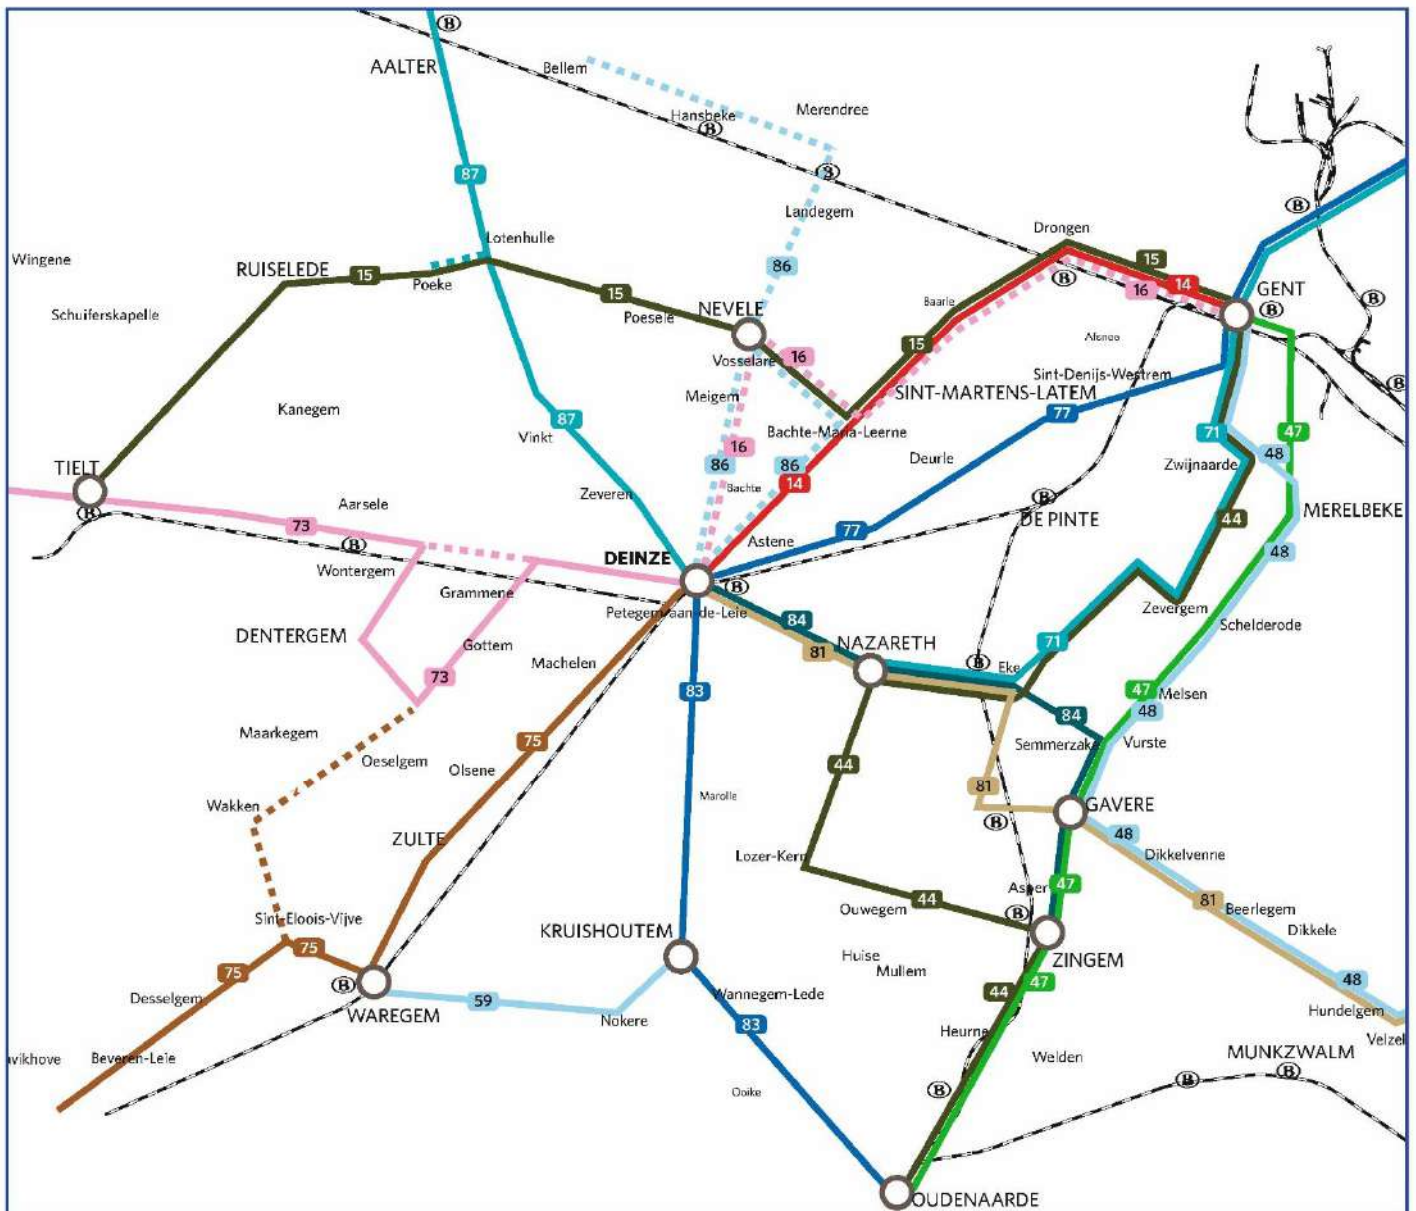 B
AALTER
Bellem
Merendree
Hansbeke
B
B
87
Landegem
B
Drongen
Lotenhulle
Wingene
RUISELEDE
15
86
15
B
16
14
GENT
B
Poeke
15
NEVELE
Baarle
B
Schuiferskapelle
Poesele
15
Afsnee
Vosselare
16
Sint-Denijs-Westrem
B
Meigem
SINT-MARTENS-LATEM
Kanegem
87
77
Vinkt
Bachte-Maria-Leerne
71
47
16
Deurle
48
TIELT
86
86
Zwijnaarde
Zeveren
Bachte
14
B
Aarsele
B
MERELBEKE
73
77
DE PINTE
44
B
Astene
48
Wontergem
DEINZE
Grammene
B
Zevergem
Petegem-aan-de-Leie
84
Schelderode
DENTERGEM
Gottem
NAZARETH
71
81
Machelen
B
Eke
73
83
47
Melsen
84
48
Maarkegem
75
Semmerzake
Vurste
Oeselgem
Olsene
44
81
Marolle
Wakken
GAVERE
B
ZULTE
48
Lozer-Kern
Dikkelvenne
Asper
47
Sint-Eloois-Vijve
Ouwegem
44
B
81
Beerlegem
KRUISHOUTEM
Dikkele
75
Huise
ZINGEM
75
Mullem
B
47
48
Desselgem
59
Wannegem-Lede
44
WAREGEM
Nokere
83
Heurne
Hundelgem
Velzel
avikhove
Beveren-Leie
Welden
MUNKZWALM
B
B
B
Ooike
OUDENAARDE